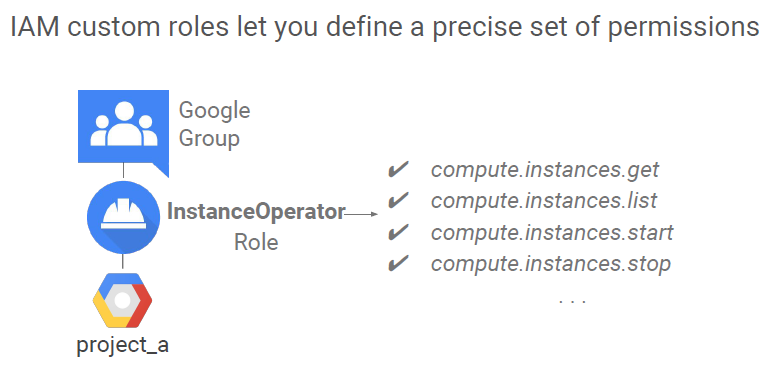 IAM custom roles let you define a precise set of permissions
Google
Group
InstanceOperator
Role
project_a
✔ compute.instances.get
✔ compute.instances.list
✔ compute.instances.start
✔ compute.instances.stop
. . .